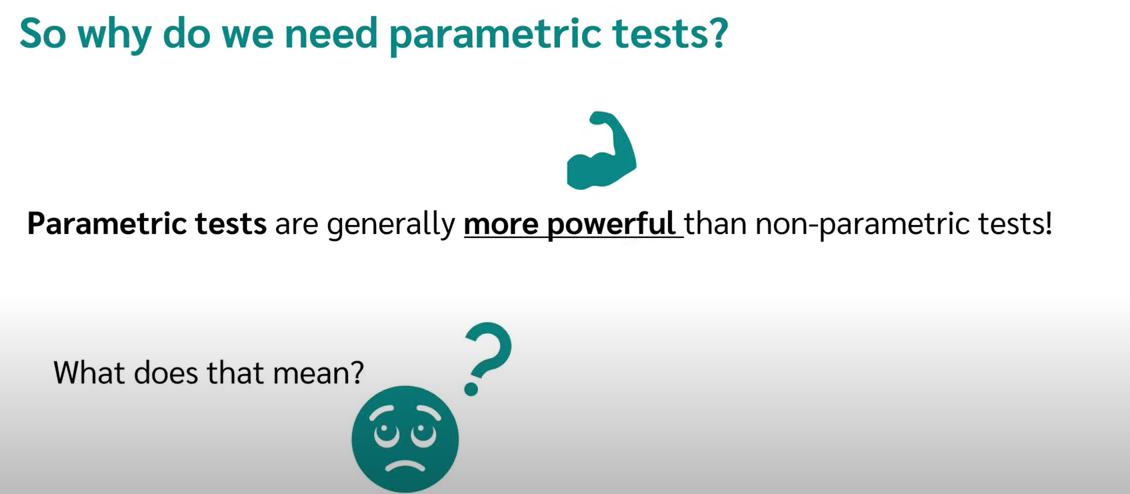 So why do we need parametric tests?
Parametric tests are generally more powerful than non-parametric tests!
What does that mean?
?